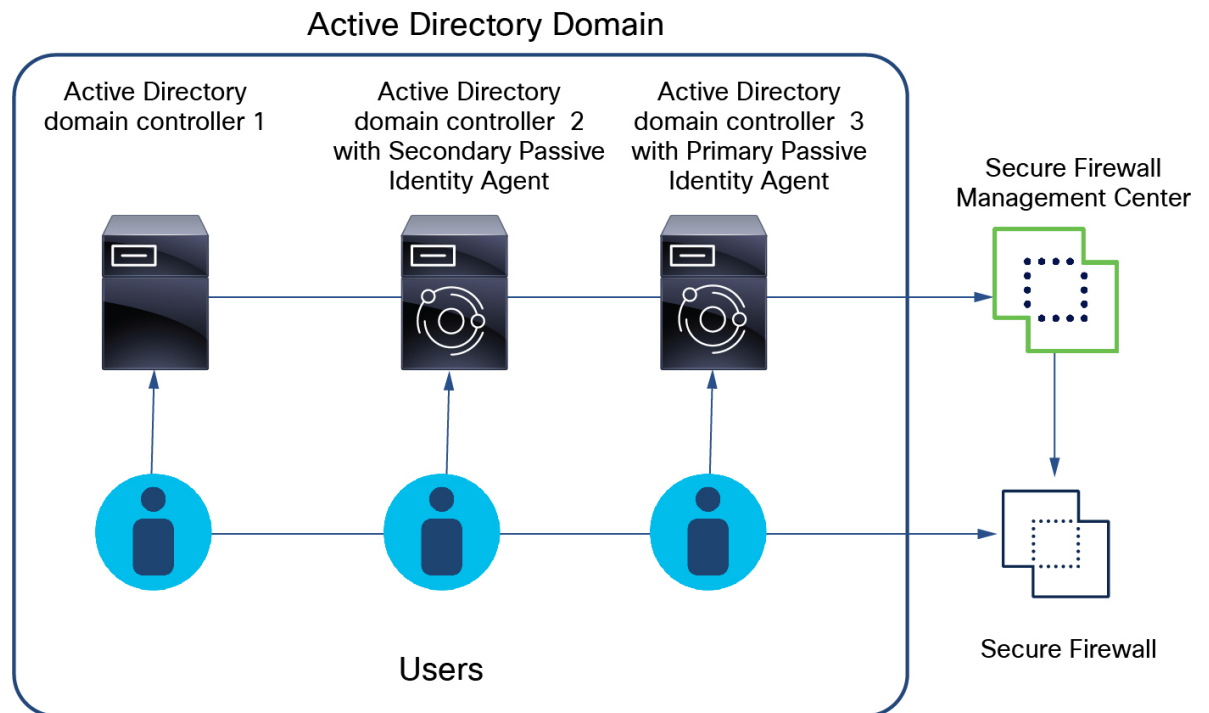 Active Directory Domain
Active Directory
domain controller 1
Active Directory
domain controller 2
with Secondary Passive
Identity Agent
Active Directory
domain controller 3
with Primary Passive
Identity Agent
Secure Firewall
Management Center
Secure Firewall
Users